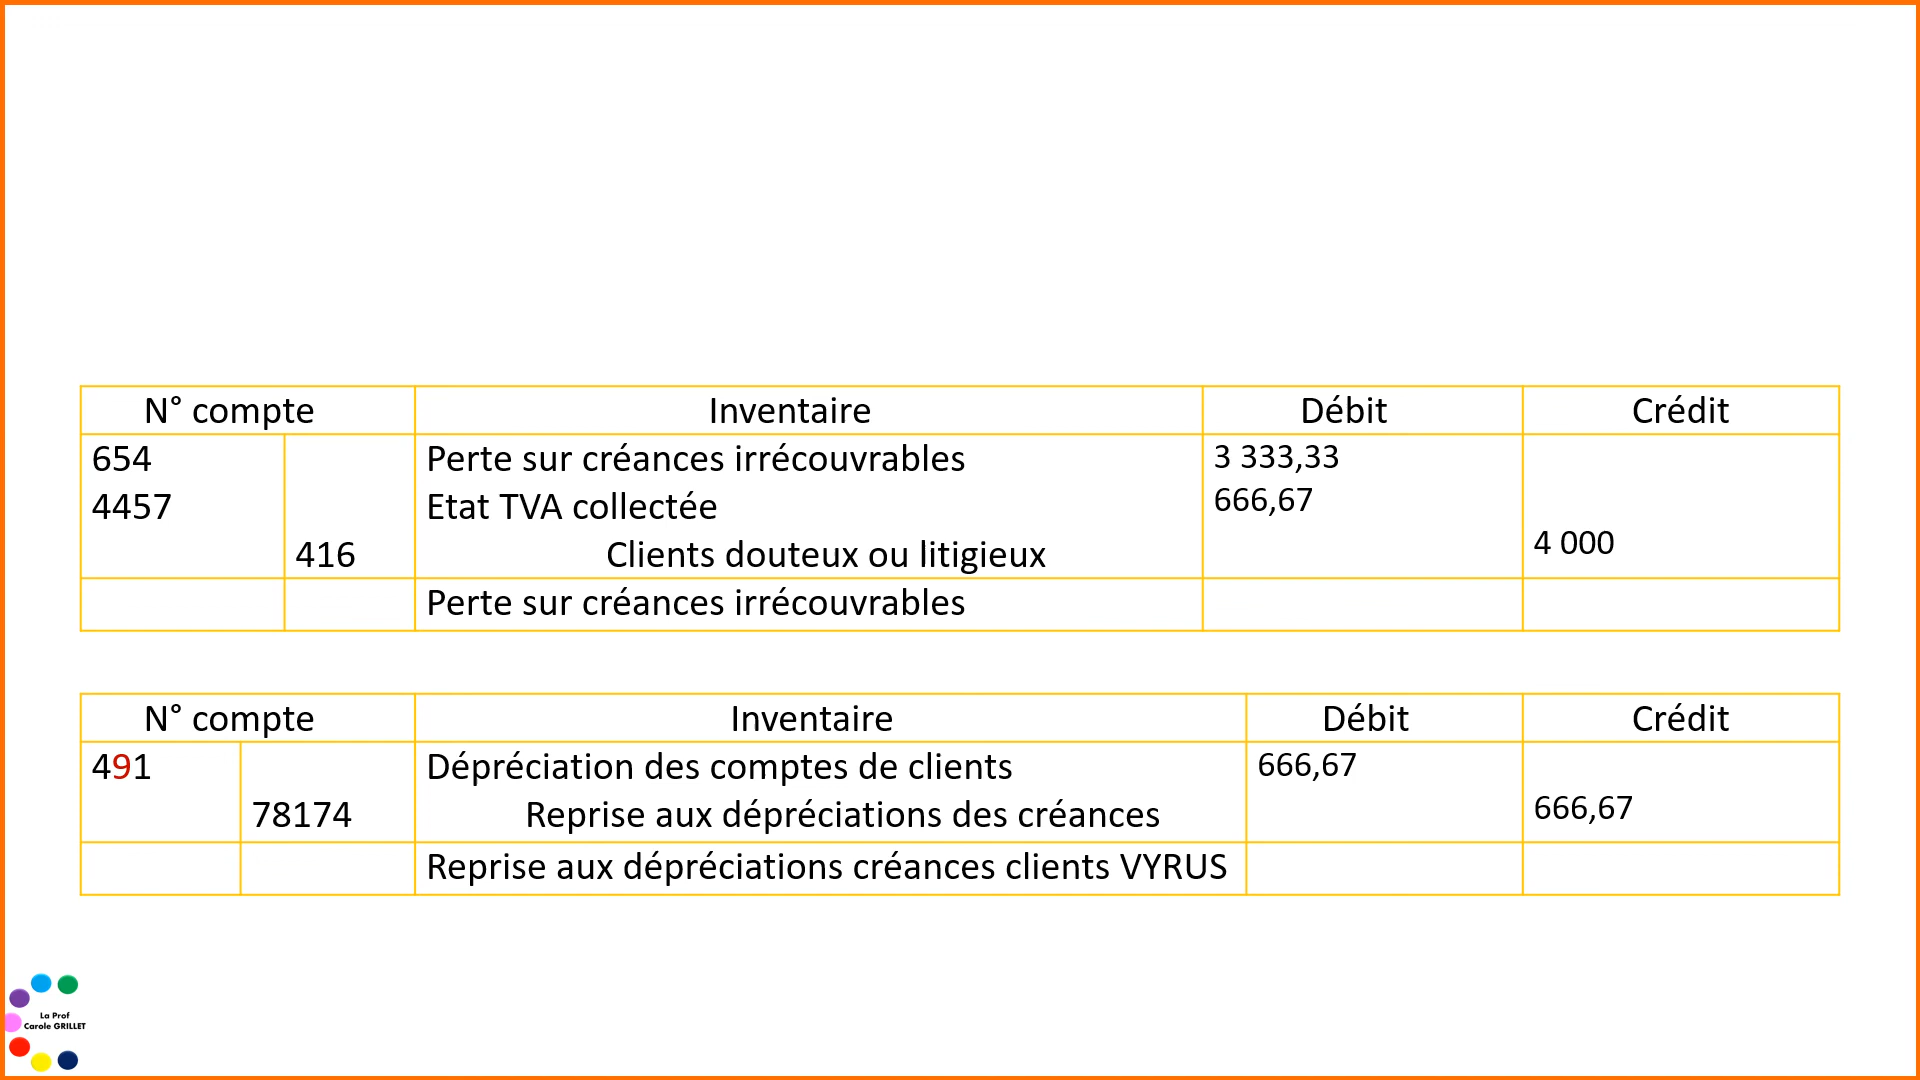 N° compte Inventaire Débit Crédit
654 Perte sur créances irrécouvrables 3 333,33
4457 Etat TVA collectée 666,67
416 Clients douteux ou litigieux 4 000
Perte sur créances irrécouvrables
N° compte Inventaire Débit Crédit
491 Dépréciation des comptes de clients 666,67
78174 Reprise aux dépréciations des créances 666,67
Reprise aux dépréciations créances clients VYRUS
La Prof
Carole GRILLET